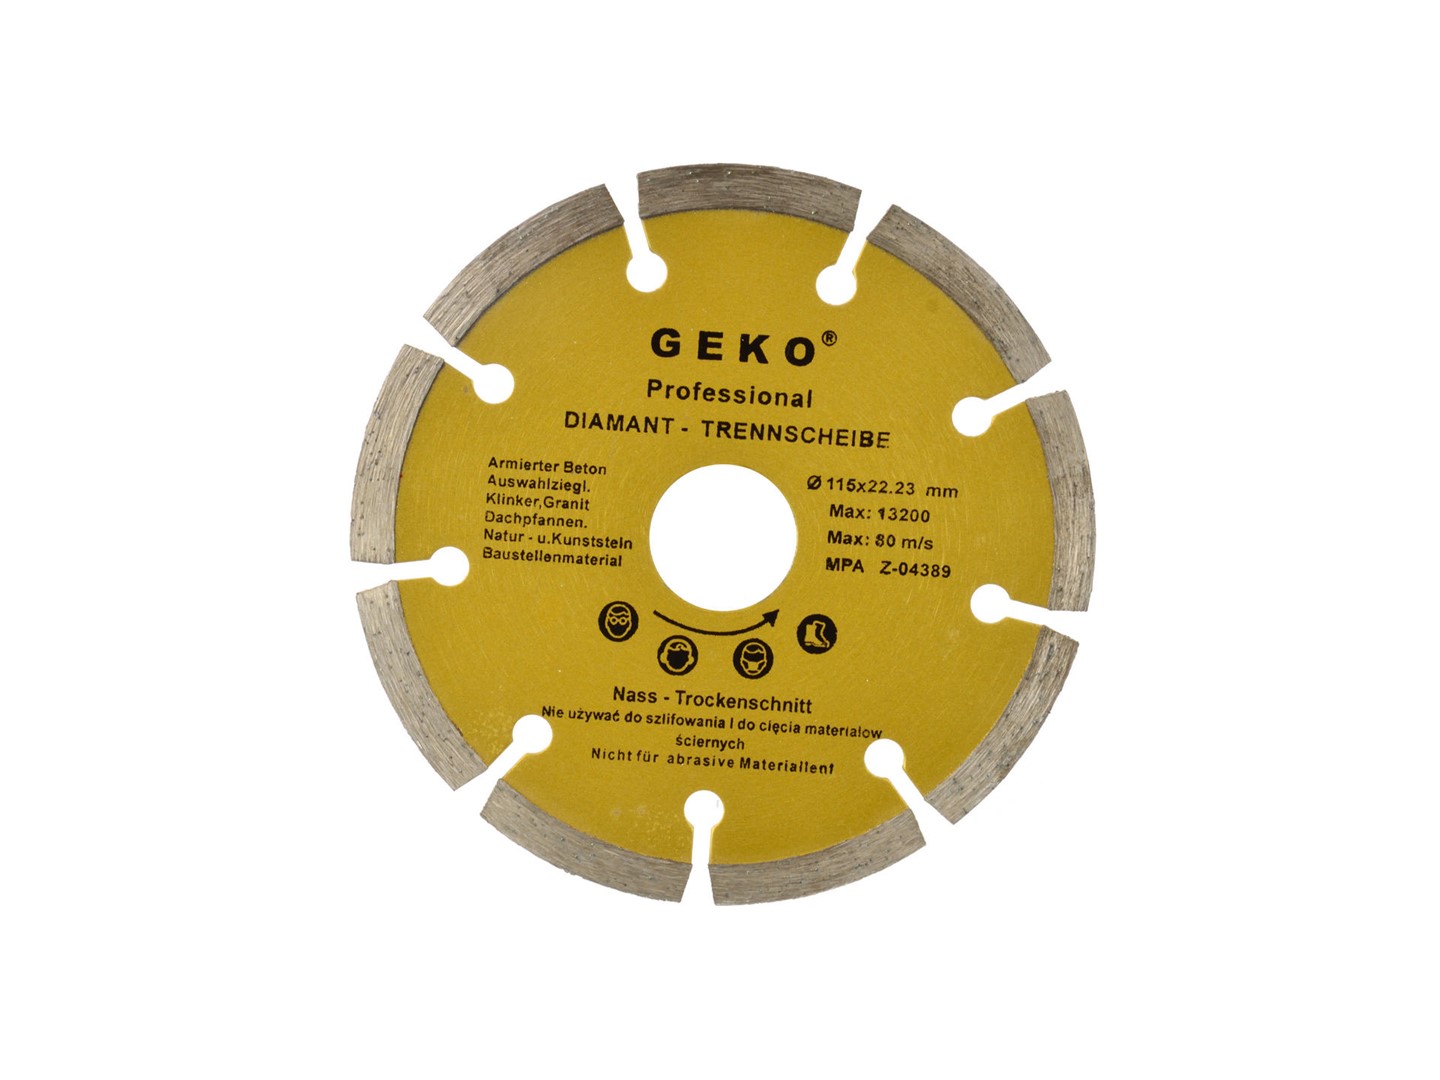 GEKO®
Professional
DIAMANT - TRENNSCHEIBE
Armierter Beton
Auswahlziegl.
Klinker,Granit
Dachpfannen.
Natur - u.Kunststein
Baustellenmaterial
Ø 115x22.23 mm
Max: 13200
Max: 80 m/s
MPA Z-04389
Nass - Trockenschnitt
Nie używać do szlifowania I do cięcia materialow
ściernych
Nicht für abrasive Materiallent